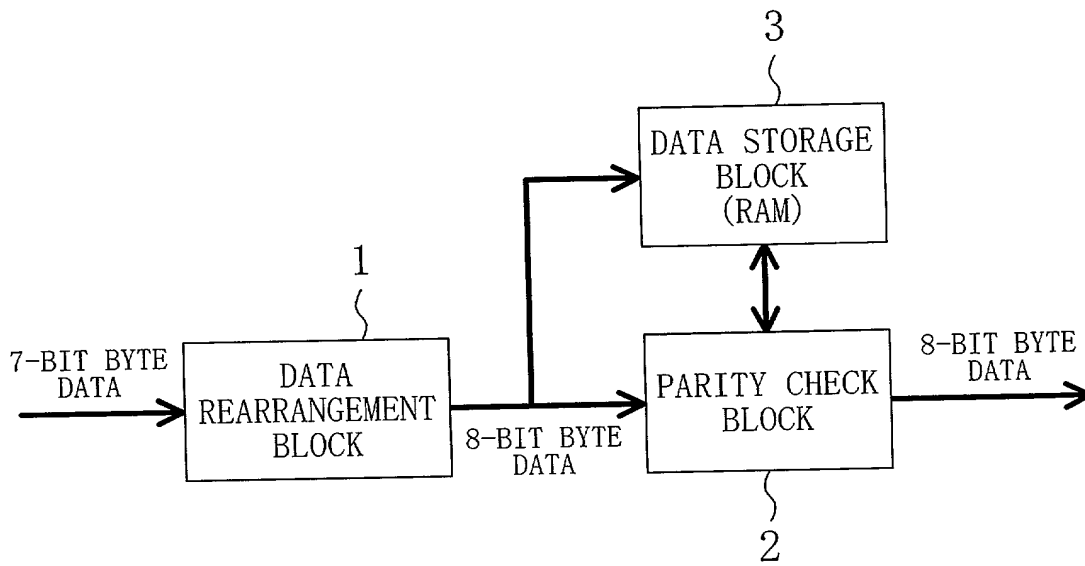 3
DATA STORAGE
BLOCK
(RAM)
1
7-BIT BYTE
DATA
DATA
REARRANGEMENT
BLOCK
8-BIT BYTE
DATA
PARITY CHECK
BLOCK
8-BIT BYTE
DATA
2